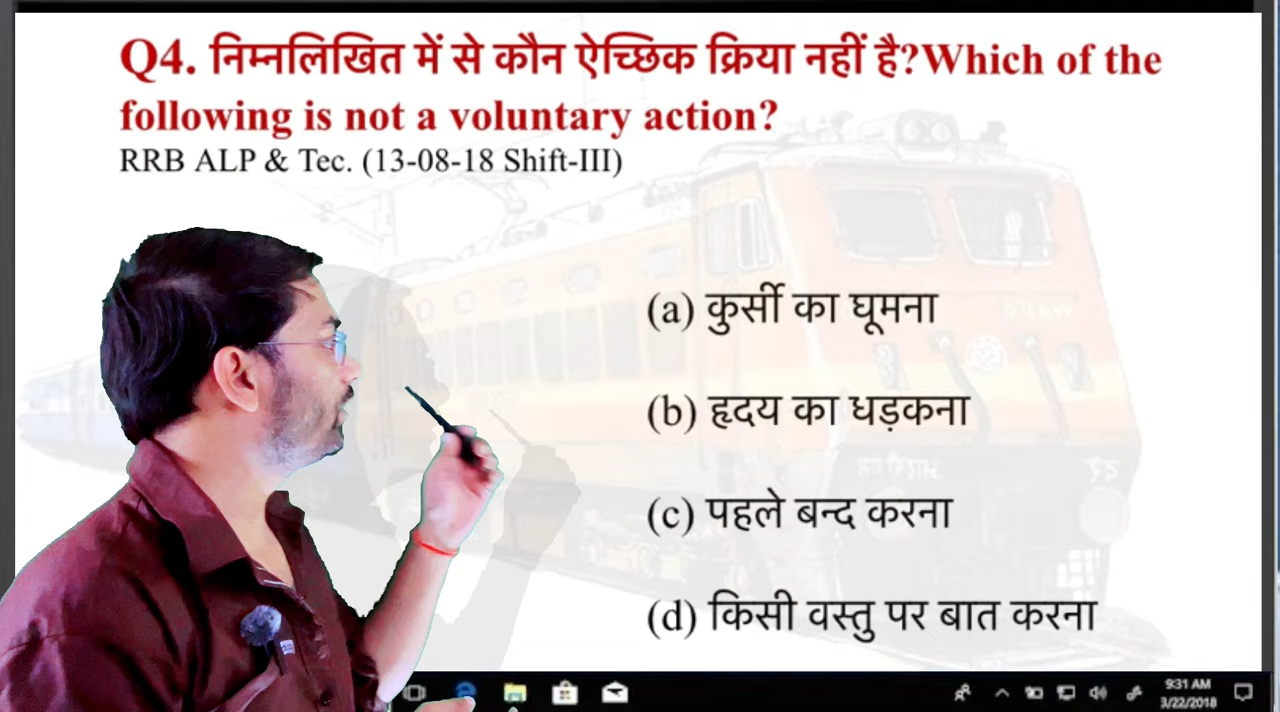 Q4. निम्नलिखित में से कौन ऐच्छिक क्रिया नहीं है?Which of the
following is not a voluntary action?
RRB ALP & Tec. (13-08-18 Shift-III)
(a) कुर्सी का घूमना
(b) हृदय का धड़कना
(c) पहले बन्द करना
(d) किसी वस्तु पर बात करना
9:31 AM
3/22/2018